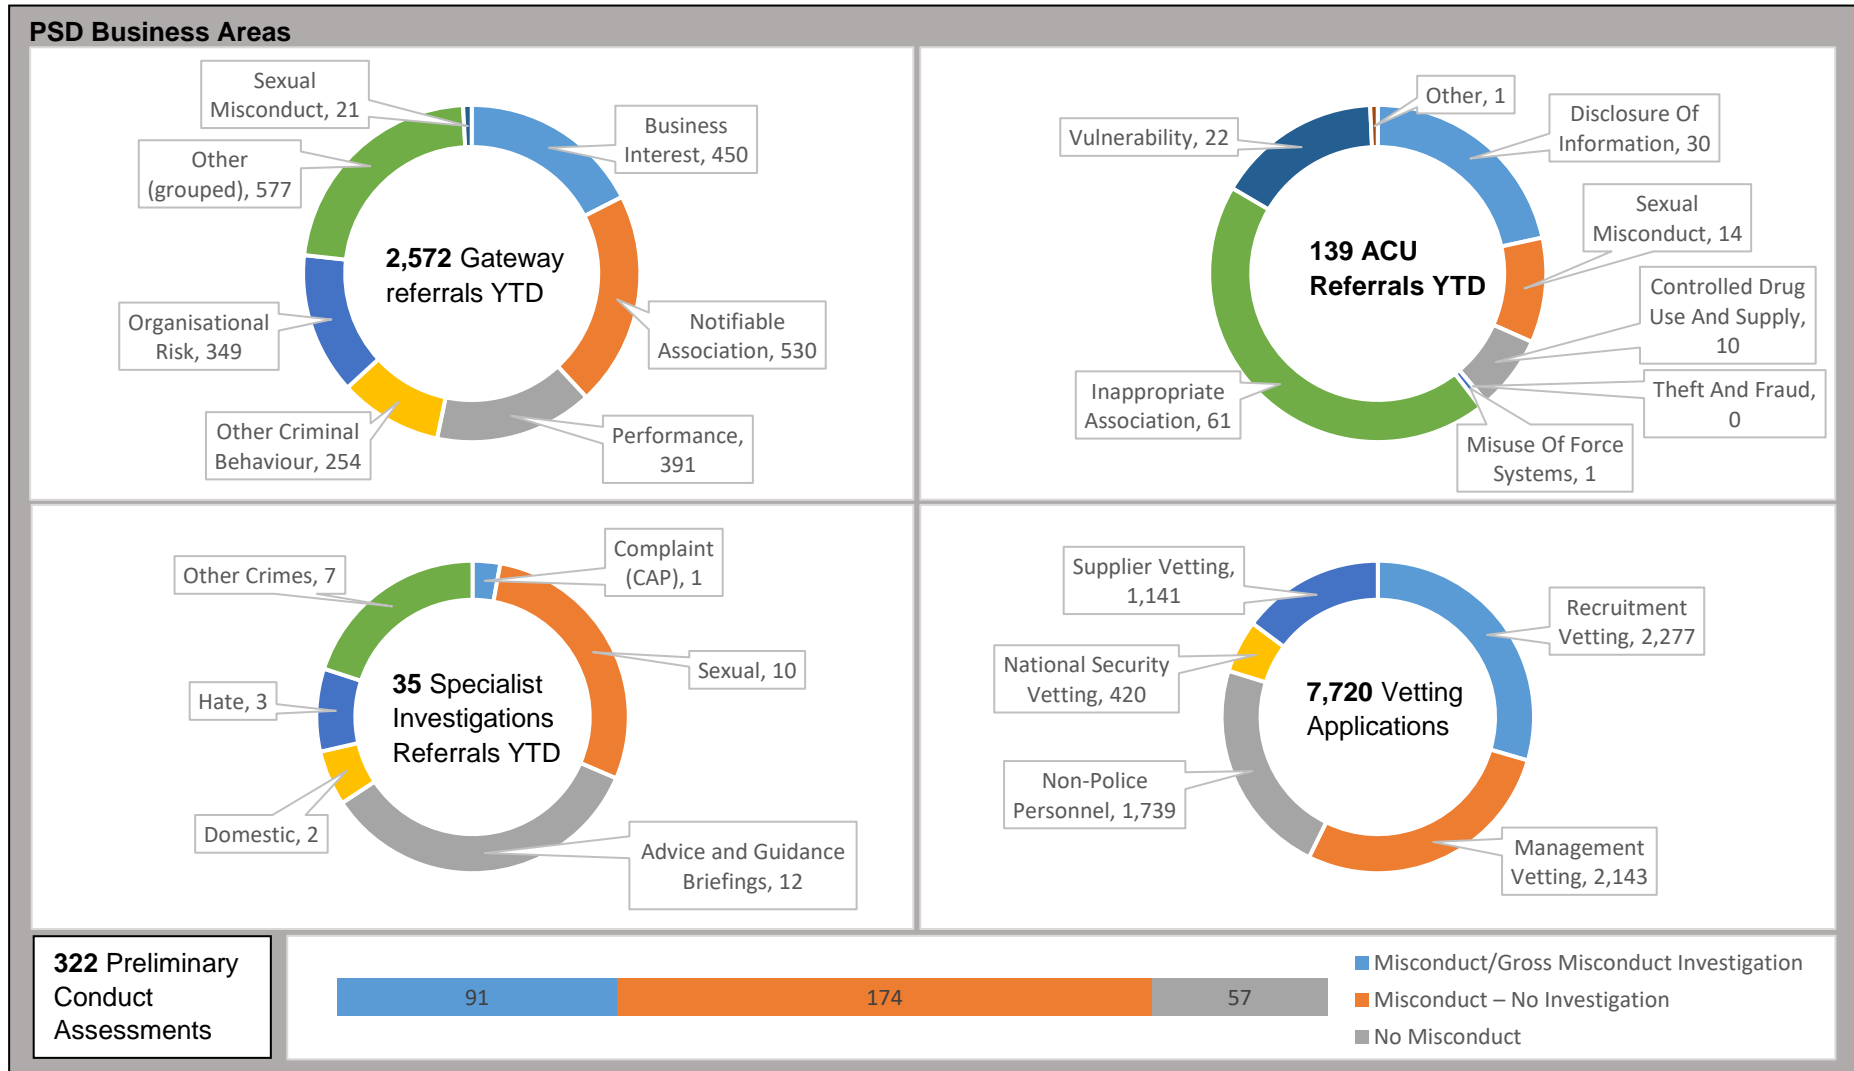 PSD Business Areas
Sexual
Misconduct, 21
Business
Interest, 450
Other
(grouped), 577
2,572 Gateway
referrals YTD
Organisational
Risk, 349
Notifiable
Association, 530
Other Criminal
Behaviour, 254
Performance,
391
Other, 1
Vulnerability, 22
Disclosure Of
Information, 30
Sexual
Misconduct, 14
139 ACU
Referrals YTD
Controlled Drug
Use And Supply,
10
Inappropriate
Association, 61
Theft And Fraud,
0
Misuse Of Force
Systems, 1
Other Crimes, 7
Complaint
(CAP), 1
Sexual, 10
Hate, 3
35 Specialist
Investigations
Referrals YTD
Domestic, 2
Advice and Guidance
Briefings, 12
Supplier Vetting,
1,141
Recruitment
Vetting, 2,277
National Security
Vetting, 420
7,720 Vetting
Applications
Non-Police
Personnel, 1,739
Management
Vetting, 2,143
322 Preliminary
Conduct
Assessments
91
174
57
Misconduct/Gross Misconduct Investigation
Misconduct – No Investigation
No Misconduct